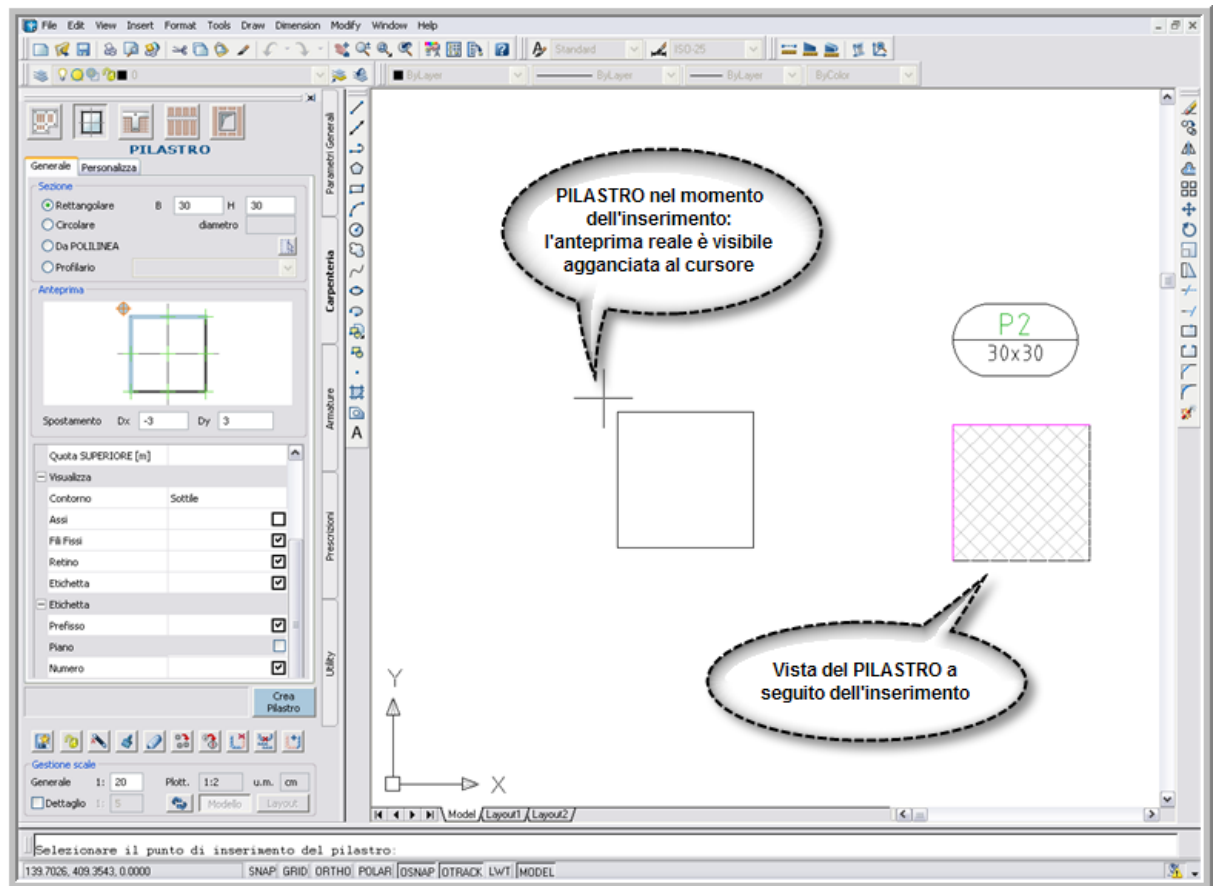 File Edit View Insert Format Tools Draw Dimension Modify Window Help
Standard ISO-25
0 ByLayer ByLayer ByLayer ByColor
PILASTRO
Generale Personalizza
Sezione
Rettangolare B 30 H 30
Circolare diametro
Da POLILINEA
Profilario
Anteprima
Spostamento Dx -3 Dy 3
Quota SUPERIORE [m]
Visualizza
Contorno Sottile
Assi
Fili Fissi
Retino
Etichetta
Etichetta
Prefisso
Piano
Numero
Crea
Pilastro
Gestione scale
Generale 1: 20 Plott. 1:2 u.m. cm
Dettaglio 1: 5 Modello Layout
Parametri Generali
Carpenteria
Armature
Prescrizioni
Utility
A
PILASTRO nel momento
dell'inserimento:
l'anteprima reale è visibile
agganciata al cursore
P2
30x30
Vista del PILASTRO a
seguito dell'inserimento
Y
X
Model Layout1 Layout2
Selezionare il punto di inserimento del pilastro:
139.7026, 409.3543, 0.0000 SNAP GRID ORTHO POLAR OSNAP OTRACK LWT MODEL